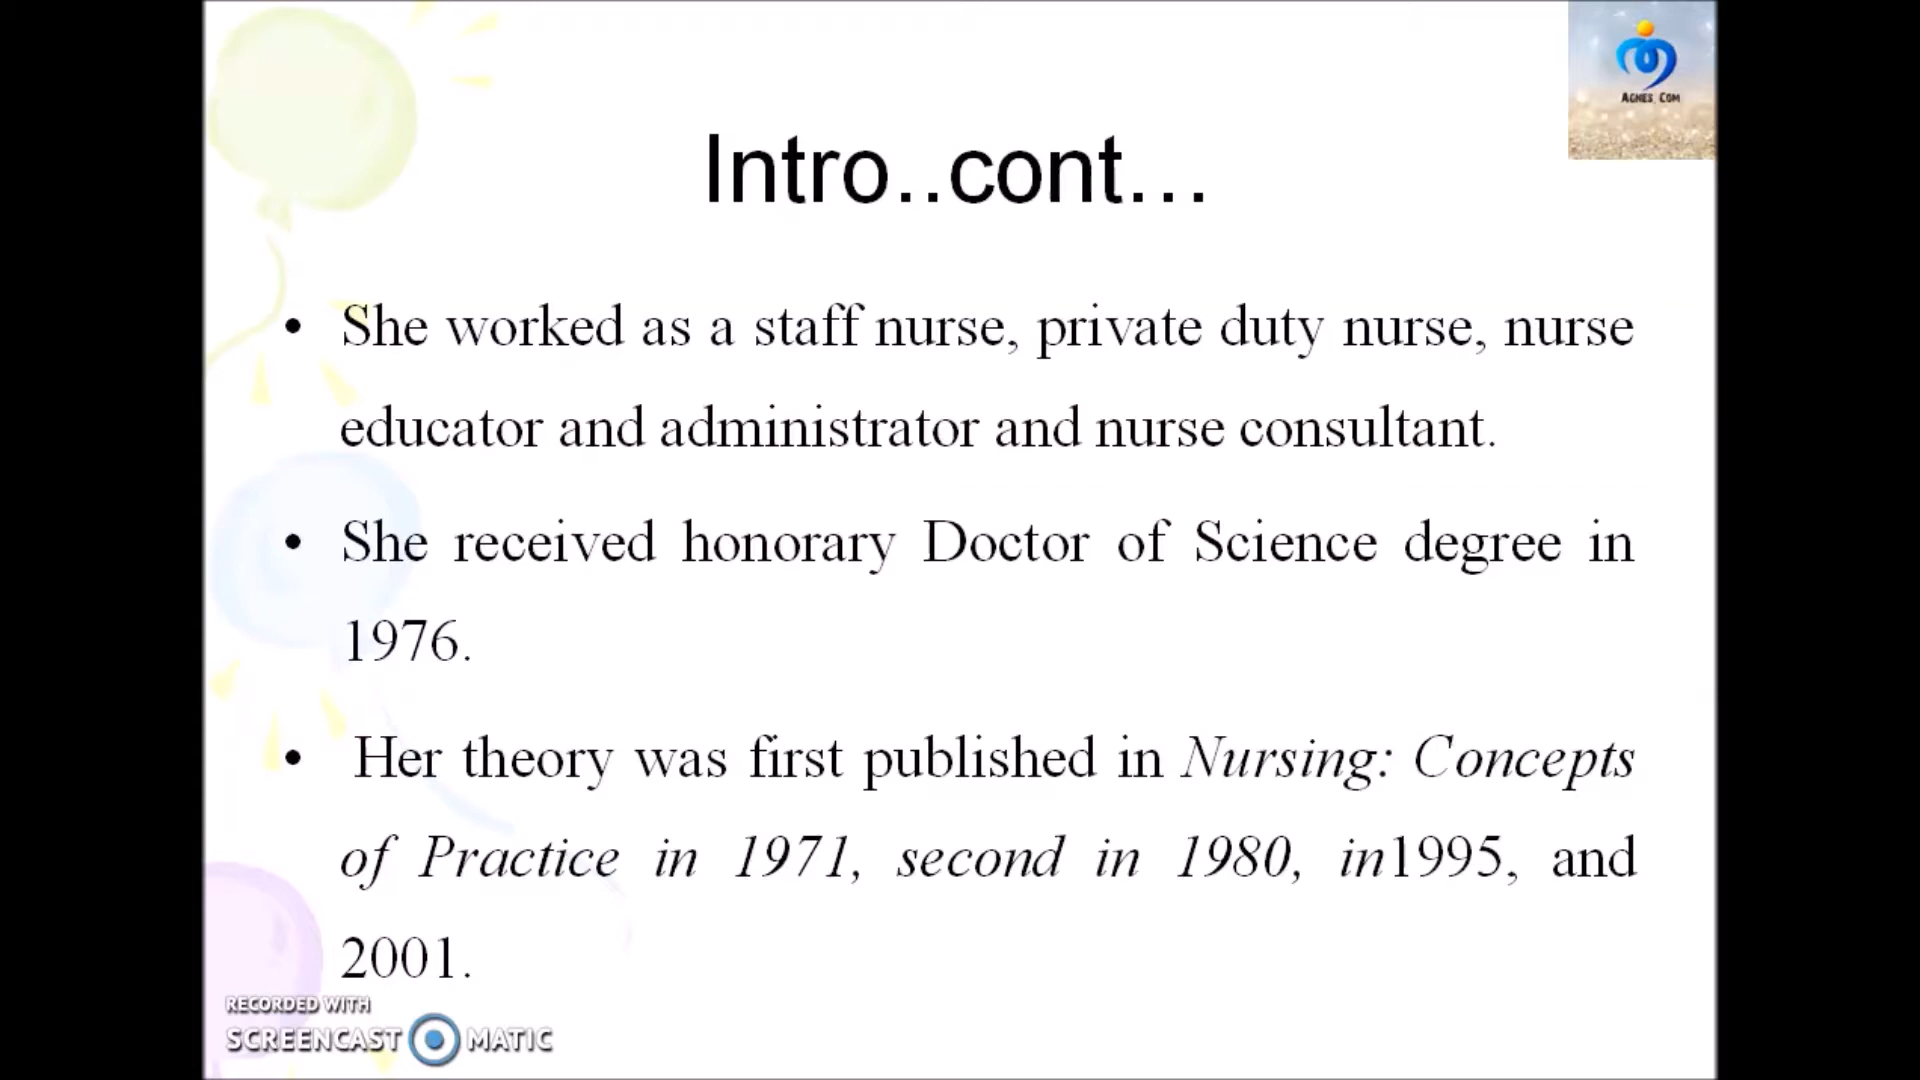 AGNES. COM
Intro..cont…
• She worked as a staff nurse, private duty nurse, nurse
educator and administrator and nurse consultant.
• She received honorary Doctor of Science degree in
1976.
• Her theory was first published in Nursing: Concepts
of Practice in 1971, second in 1980, in1995, and
2001.
RECORDED WITH
SCREENCAST MATIC